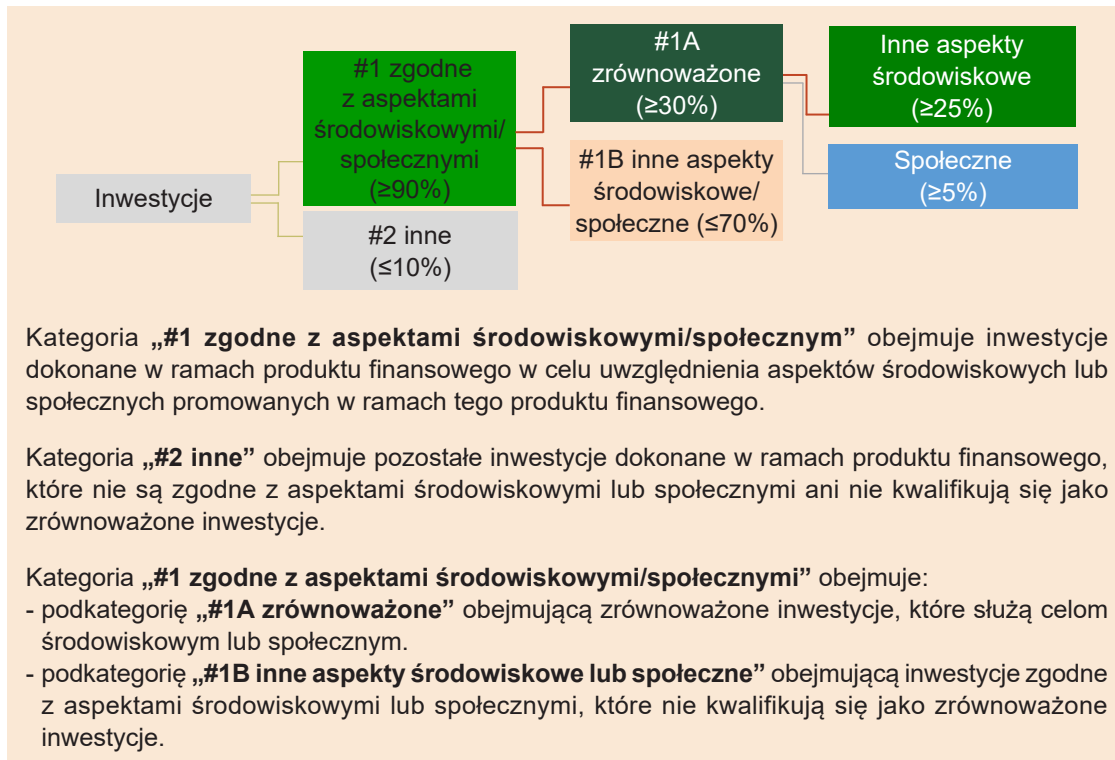 Inwestycje
#1 zgodne
z aspektami
środowiskowymi/
społecznymi
(≥90%)
#2 inne
(≤10%)
#1A
zrównoważone
(≥30%)
#1B inne aspekty
środowiskowe/
społeczne (≤70%)
Inne aspekty
środowiskowe
(≥25%)
Społeczne
(≥5%)
Kategoria „#1 zgodne z aspektami środowiskowymi/społecznym” obejmuje inwestycje
dokonane w ramach produktu finansowego w celu uwzględnienia aspektów środowiskowych lub
społecznych promowanych w ramach tego produktu finansowego.
Kategoria „#2 inne” obejmuje pozostałe inwestycje dokonane w ramach produktu finansowego,
które nie są zgodne z aspektami środowiskowymi lub społecznymi ani nie kwalifikują się jako
zrównoważone inwestycje.
Kategoria „#1 zgodne z aspektami środowiskowymi/społecznymi” obejmuje:
- podkategorię „#1A zrównoważone” obejmującą zrównoważone inwestycje, które służą celom
środowiskowym lub społecznym.
- podkategorię „#1B inne aspekty środowiskowe lub społeczne” obejmującą inwestycje zgodne
z aspektami środowiskowymi lub społecznymi, które nie kwalifikują się jako zrównoważone
inwestycje.